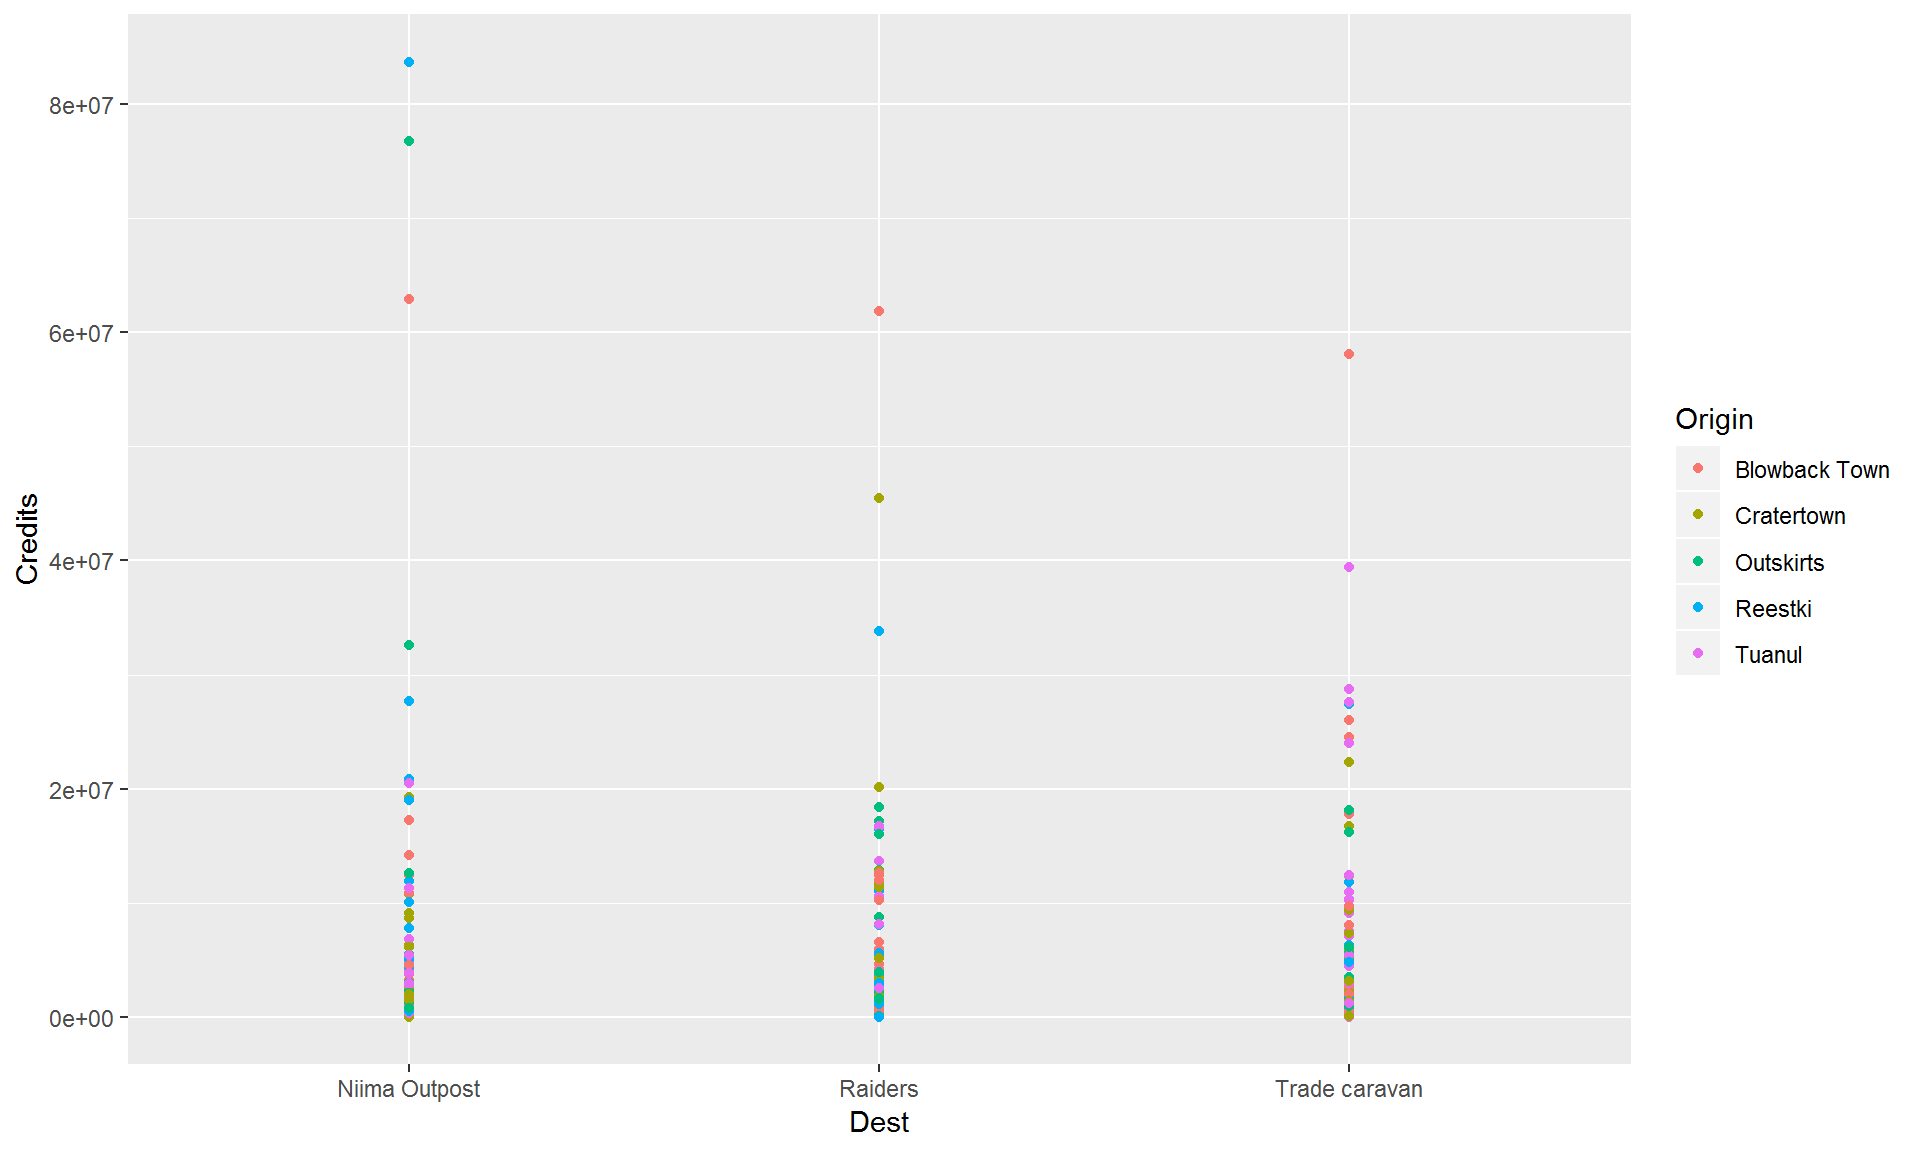 8e+07
6e+07
4e+07
2e+07
0e+00
Credits
Niima Outpost
Raiders
Trade caravan
Dest
Origin
Blowback Town
Cratertown
Outskirts
Reestki
Tuanul